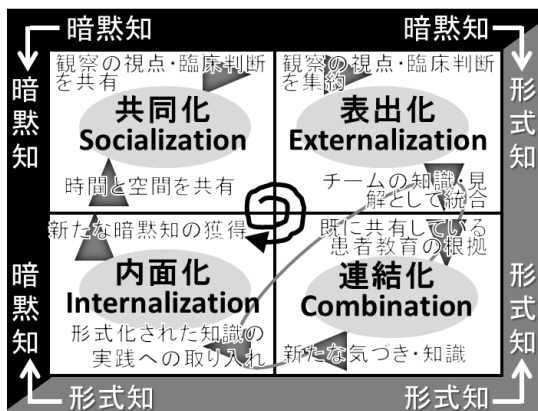 暗黙知
暗黙知
暗黙知
形式知
観察の視点・臨床判断
を共有
共同化
Socialization
時間と空間を共有
観察の視点・臨床判断
を集約
表出化
Externalization
チームの知識・見
解として統合
新たな暗黙知の獲得
内面化
Internalization
形式化された知識の
実践への取り入れ
既に共有している
患者教育の根拠
連結化
Combination
新たな気づき・知識
暗黙知
形式知
形式知
形式知